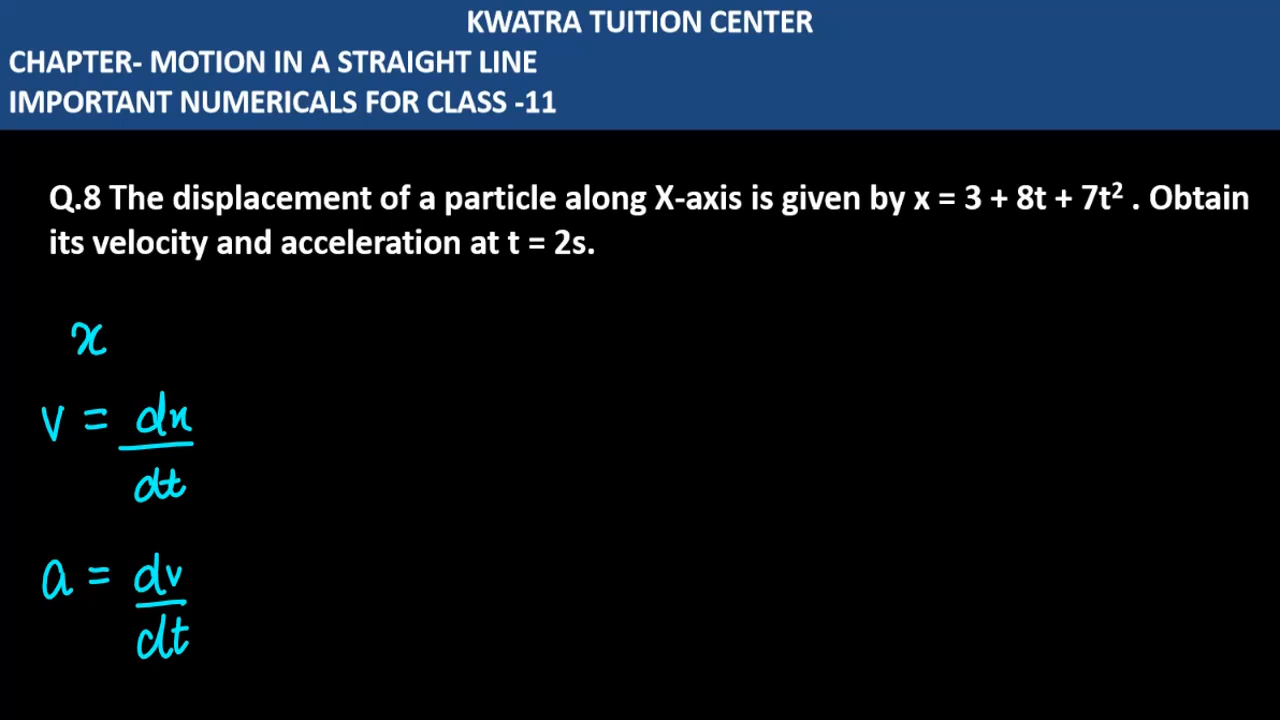 KWATRA TUITION CENTER
CHAPTER- MOTION IN A STRAIGHT LINE
IMPORTANT NUMERICALS FOR CLASS -11
Q.8 The displacement of a particle along X-axis is given by x = 3 + 8t + 7t² . Obtain
its velocity and acceleration at t = 2s.
x
v = dx
dt
a = dv
dt